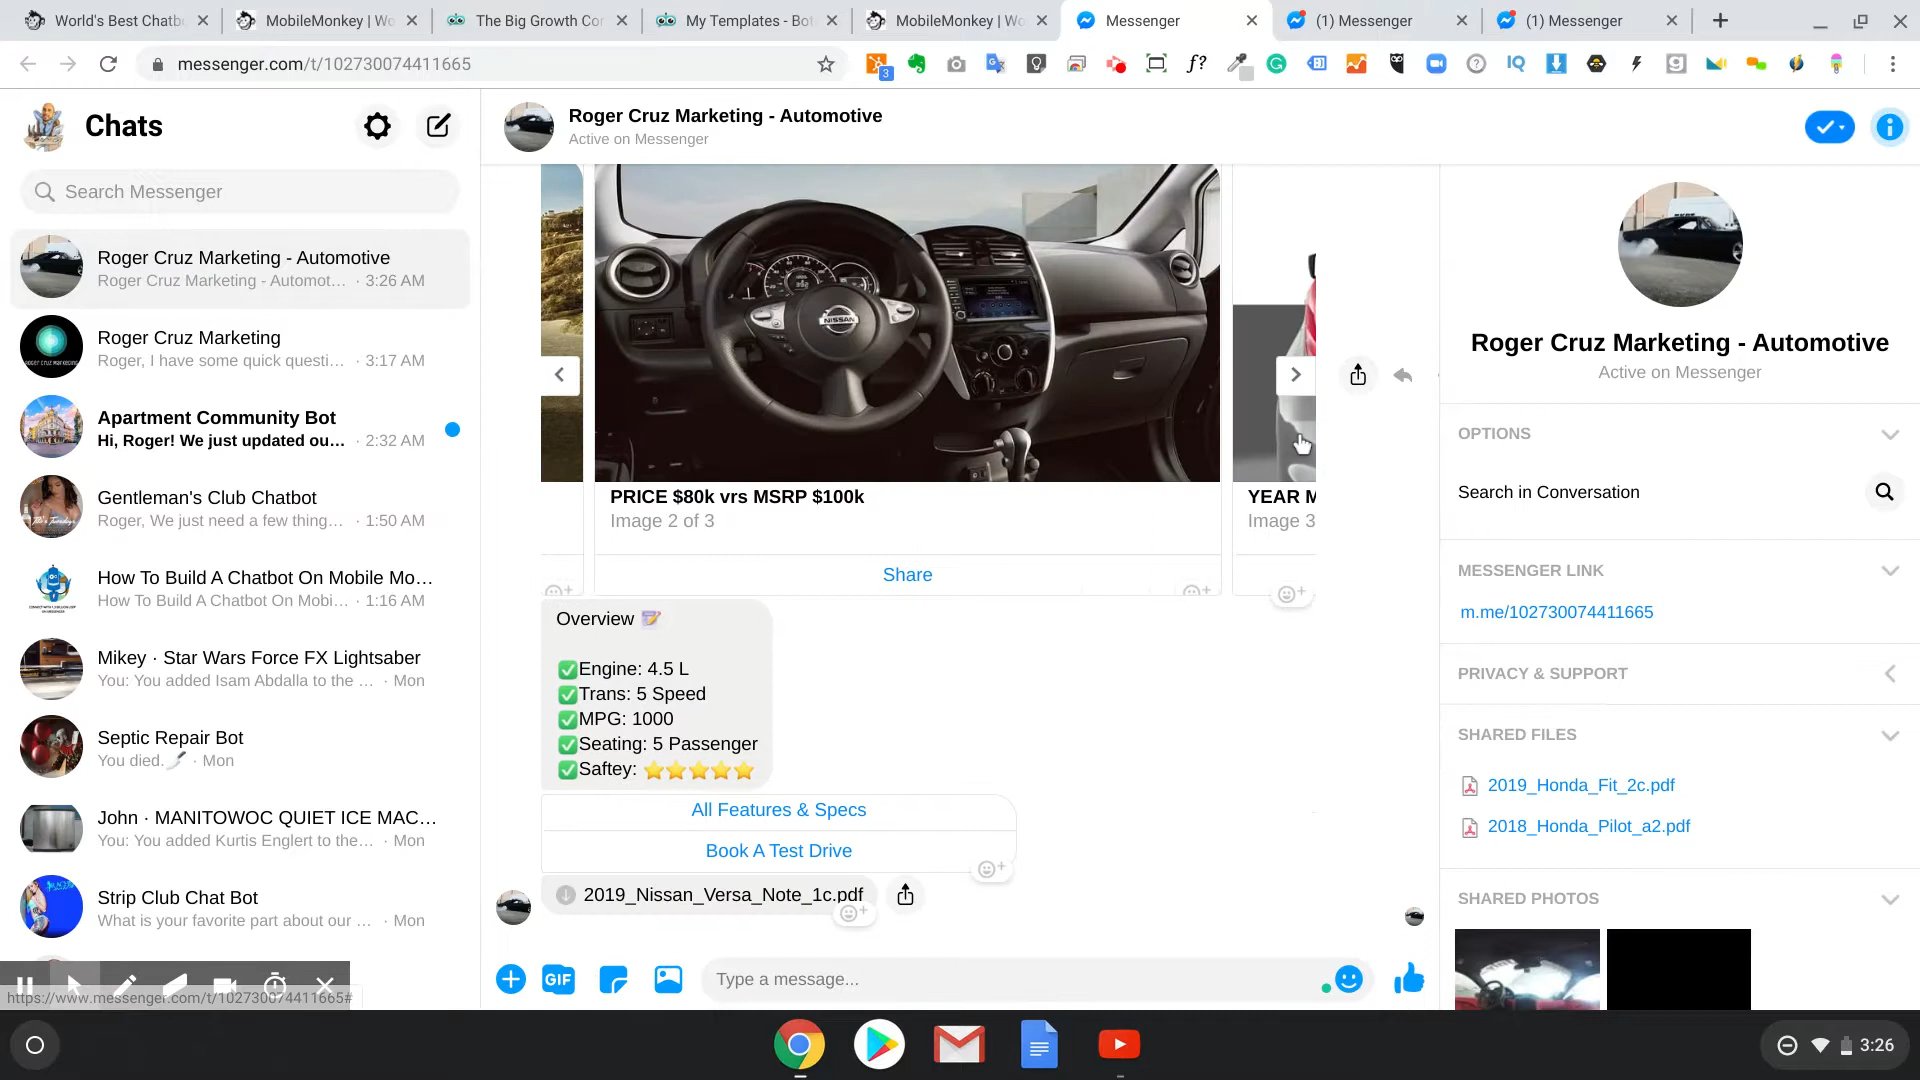 World's Best Chatb
MobileMonkey | Wo
The Big Growth Con
My Templates - Bot
MobileMonkey | Wo
Messenger
(1) Messenger
(1) Messenger
messenger.com/t/102730074411665
3
f?
IQ
Chats
Search Messenger
Roger Cruz Marketing - Automotive
Roger Cruz Marketing - Automot... · 3:26 AM
Roger Cruz Marketing
Roger, I have some quick questi... · 3:17 AM
Apartment Community Bot
Hi, Roger! We just updated ou... · 2:32 AM
Gentleman's Club Chatbot
Roger, We just need a few thing... · 1:50 AM
How To Build A Chatbot On Mobile Mo...
How To Build A Chatbot On Mobi... · 1:16 AM
Mikey · Star Wars Force FX Lightsaber
You: You added Isam Abdalla to the ... · Mon
Septic Repair Bot
You died. · Mon
John · MANITOWOC QUIET ICE MAC...
You: You added Kurtis Englert to the... · Mon
Strip Club Chat Bot
What is your favorite part about our ... · Mon
https://www.messenger.com/t/102730074411665#
Roger Cruz Marketing - Automotive
Active on Messenger
NISSAN
PRICE $80k vrs MSRP $100k
Image 2 of 3
Share
YEAR M
Image 3
Overview 📝
✅Engine: 4.5 L
✅Trans: 5 Speed
✅MPG: 1000
✅Seating: 5 Passenger
✅Saftey: ⭐⭐⭐⭐⭐
All Features & Specs
Book A Test Drive
2019_Nissan_Versa_Note_1c.pdf
GIF
Type a message...
Roger Cruz Marketing - Automotive
Active on Messenger
OPTIONS
Search in Conversation
MESSENGER LINK
m.me/102730074411665
PRIVACY & SUPPORT
SHARED FILES
2019_Honda_Fit_2c.pdf
2018_Honda_Pilot_a2.pdf
SHARED PHOTOS
3:26